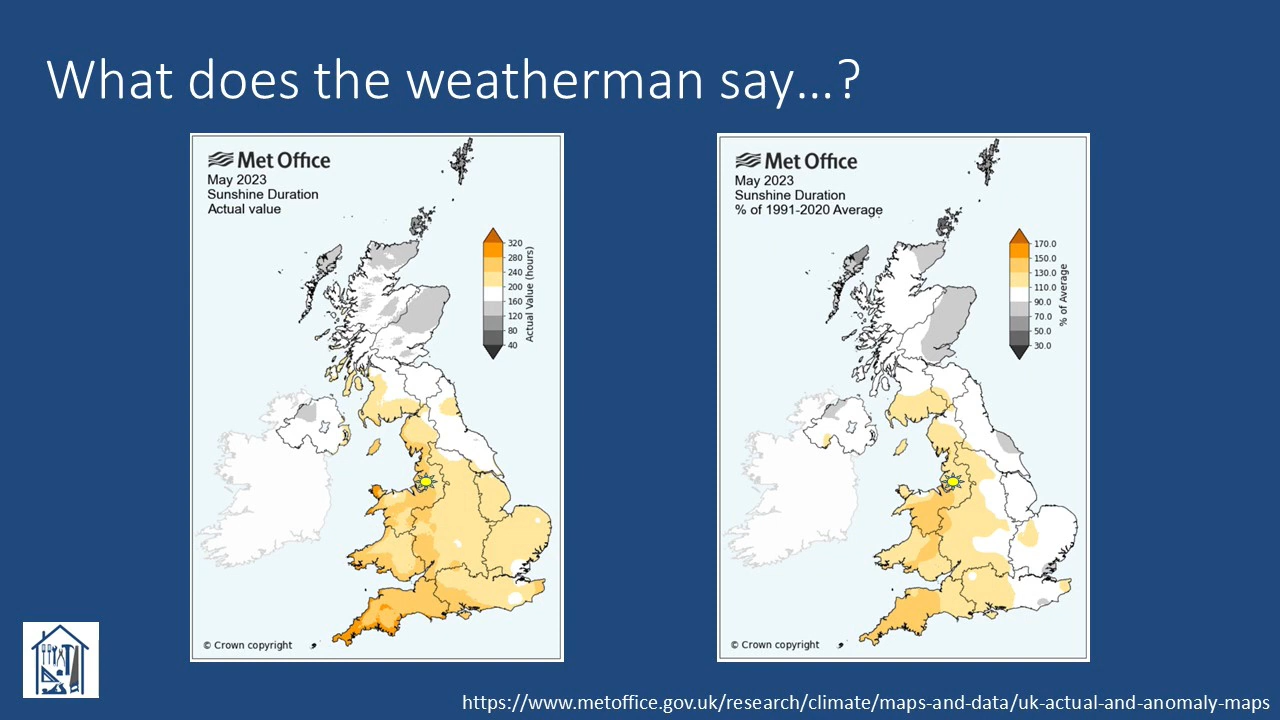 What does the weatherman say...?
Met Office
May 2023
Sunshine Duration
Actual value
320
280
240
200
160
120
80
40
Actual Value (hours)
© Crown copyright
Met Office
May 2023
Sunshine Duration
% of 1991-2020 Average
170.0
150.0
130.0
110.0
90.0
70.0
50.0
30.0
% of Average
© Crown copyright
https://www.metoffice.gov.uk/research/climate/maps-and-data/uk-actual-and-anomaly-maps